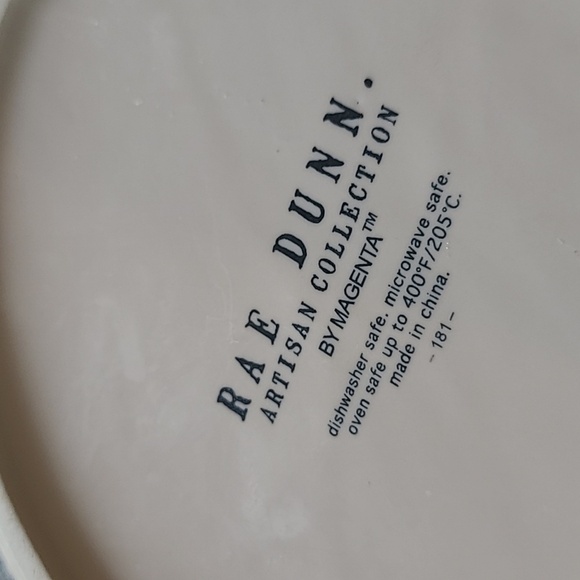 RAE DUNN.
ARTISAN COLLECTION
BY MAGENTA™
dishwasher safe. microwave safe.
oven safe up to 400°F/205°C.
made in china.
-181-